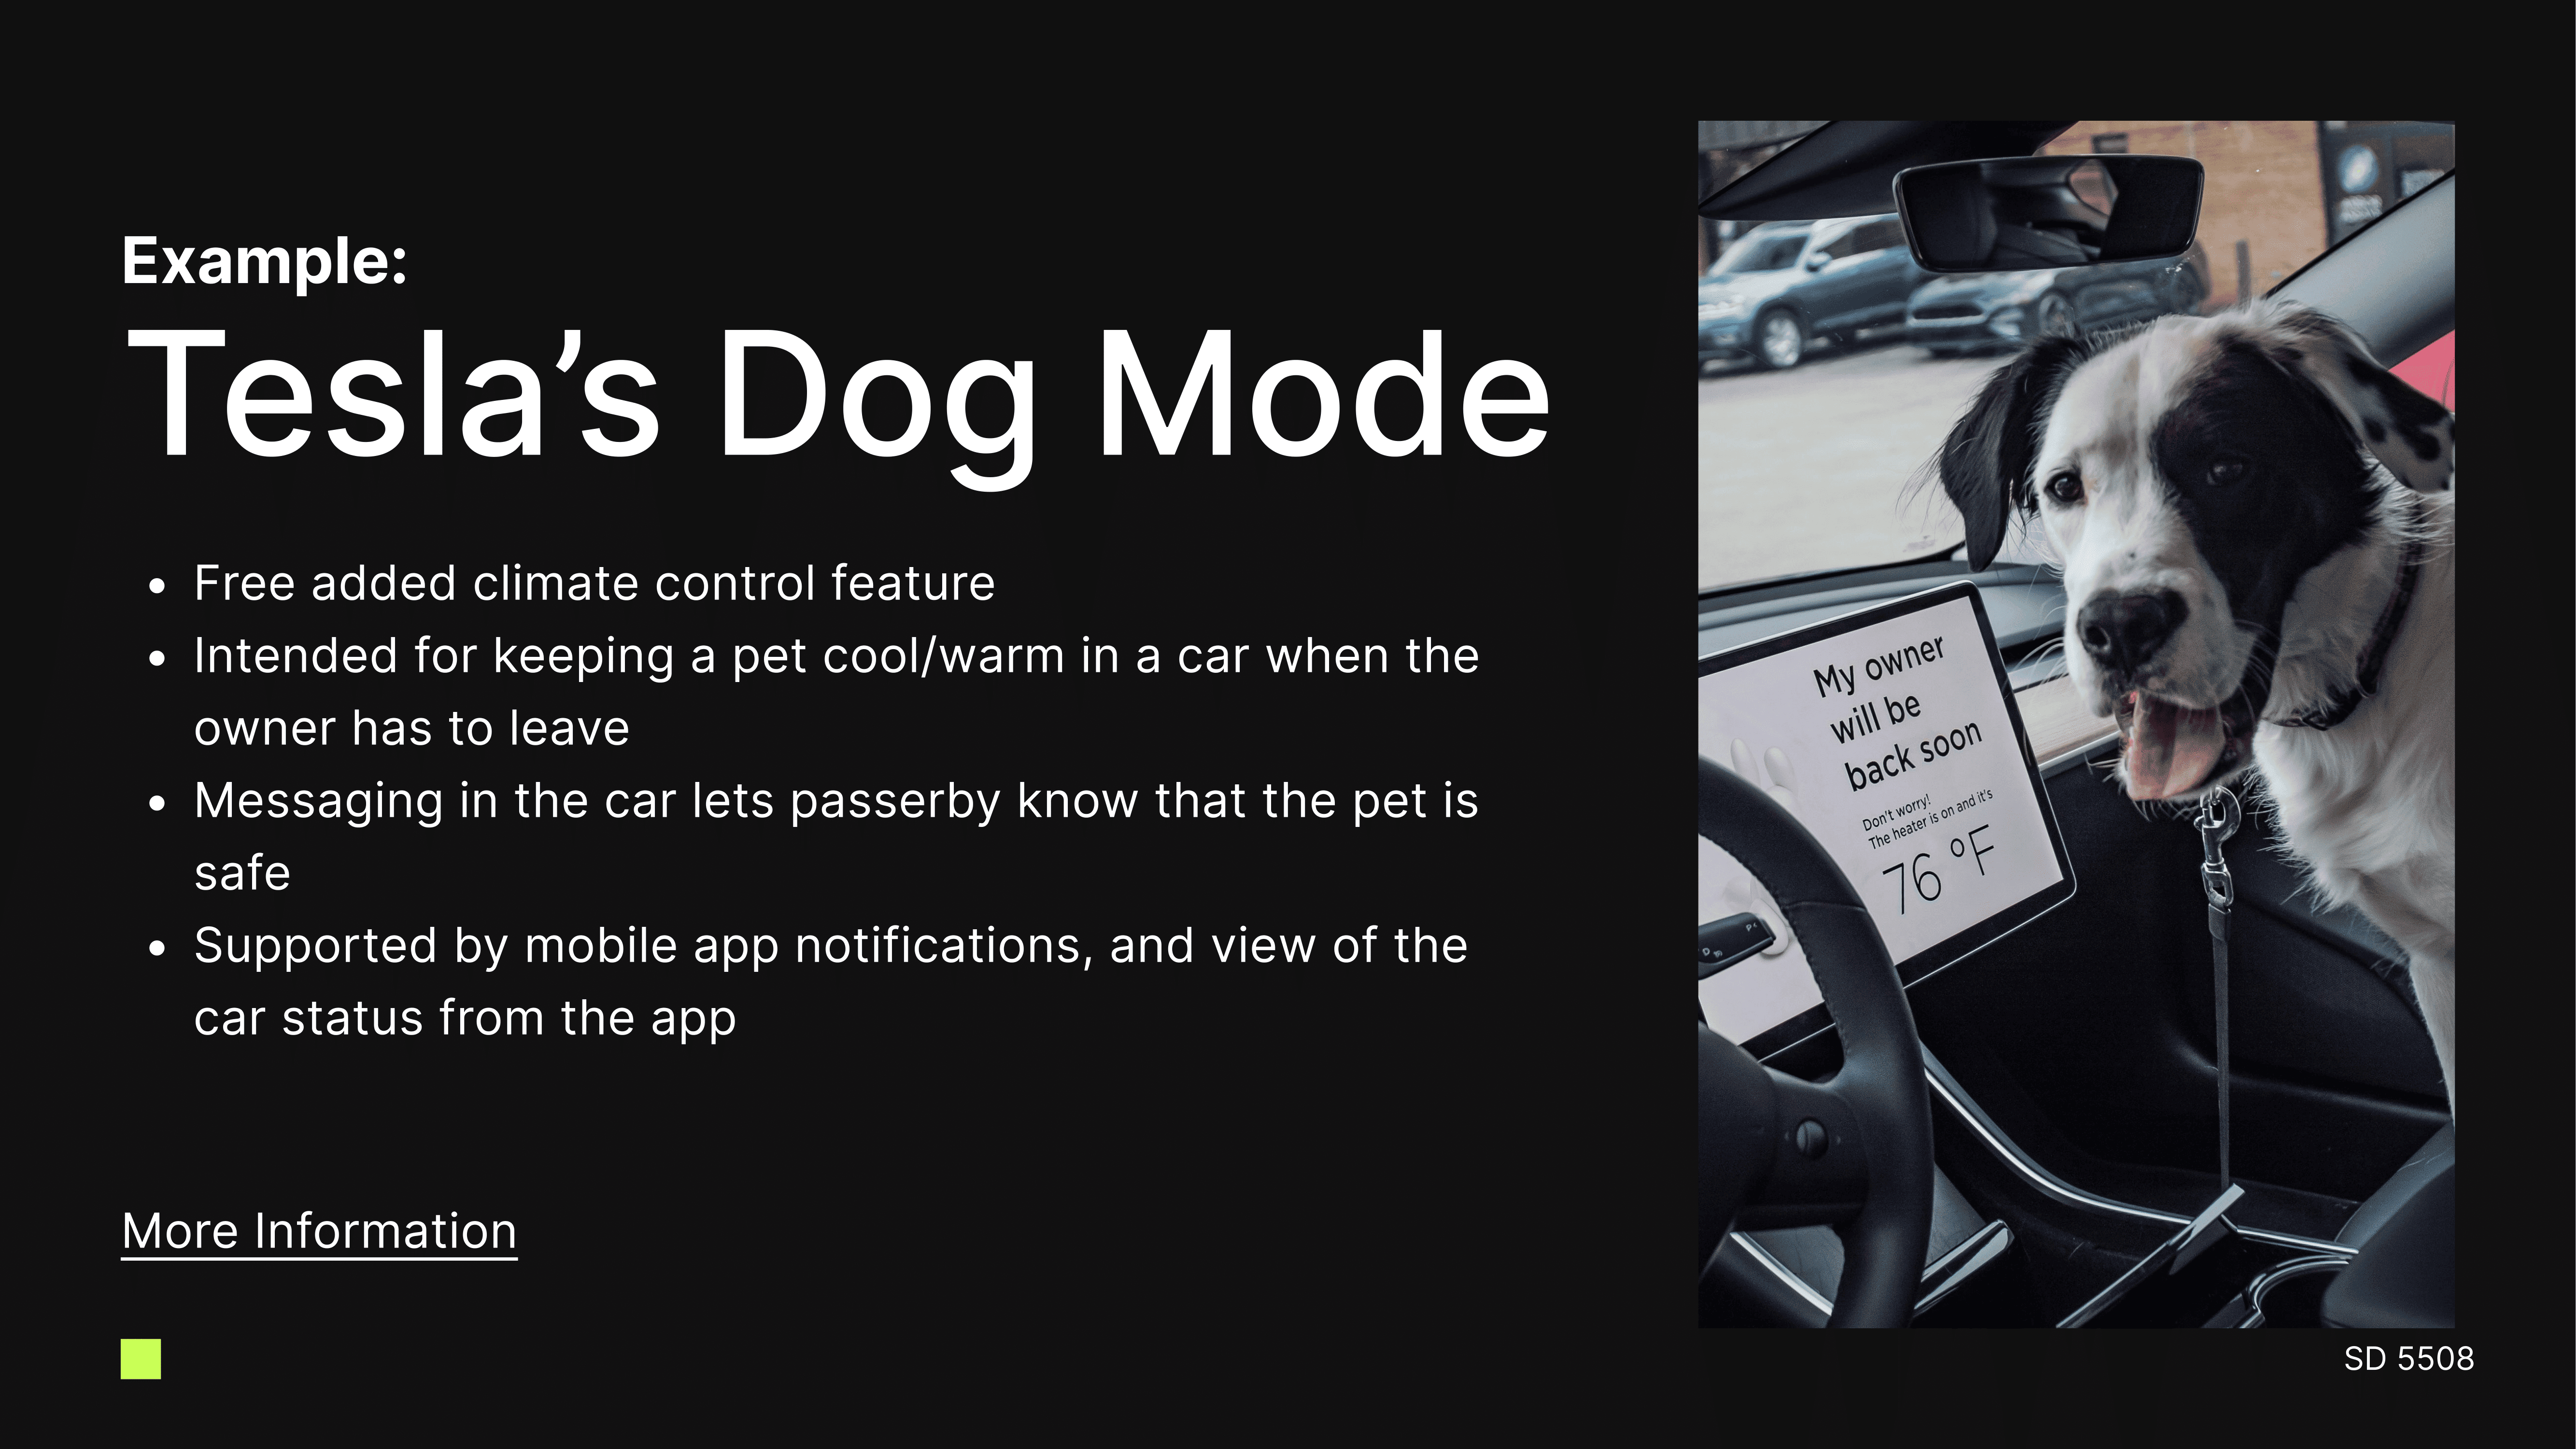 Example:
Tesla’s Dog Mode
• Free added climate control feature
• Intended for keeping a pet cool/warm in a car when the
owner has to leave
• Messaging in the car lets passerby know that the pet is
safe
• Supported by mobile app notifications, and view of the
car status from the app
More Information
My owner
will be
back soon
Don't worry!
The heater is on and it's
76 °F
SD 5508